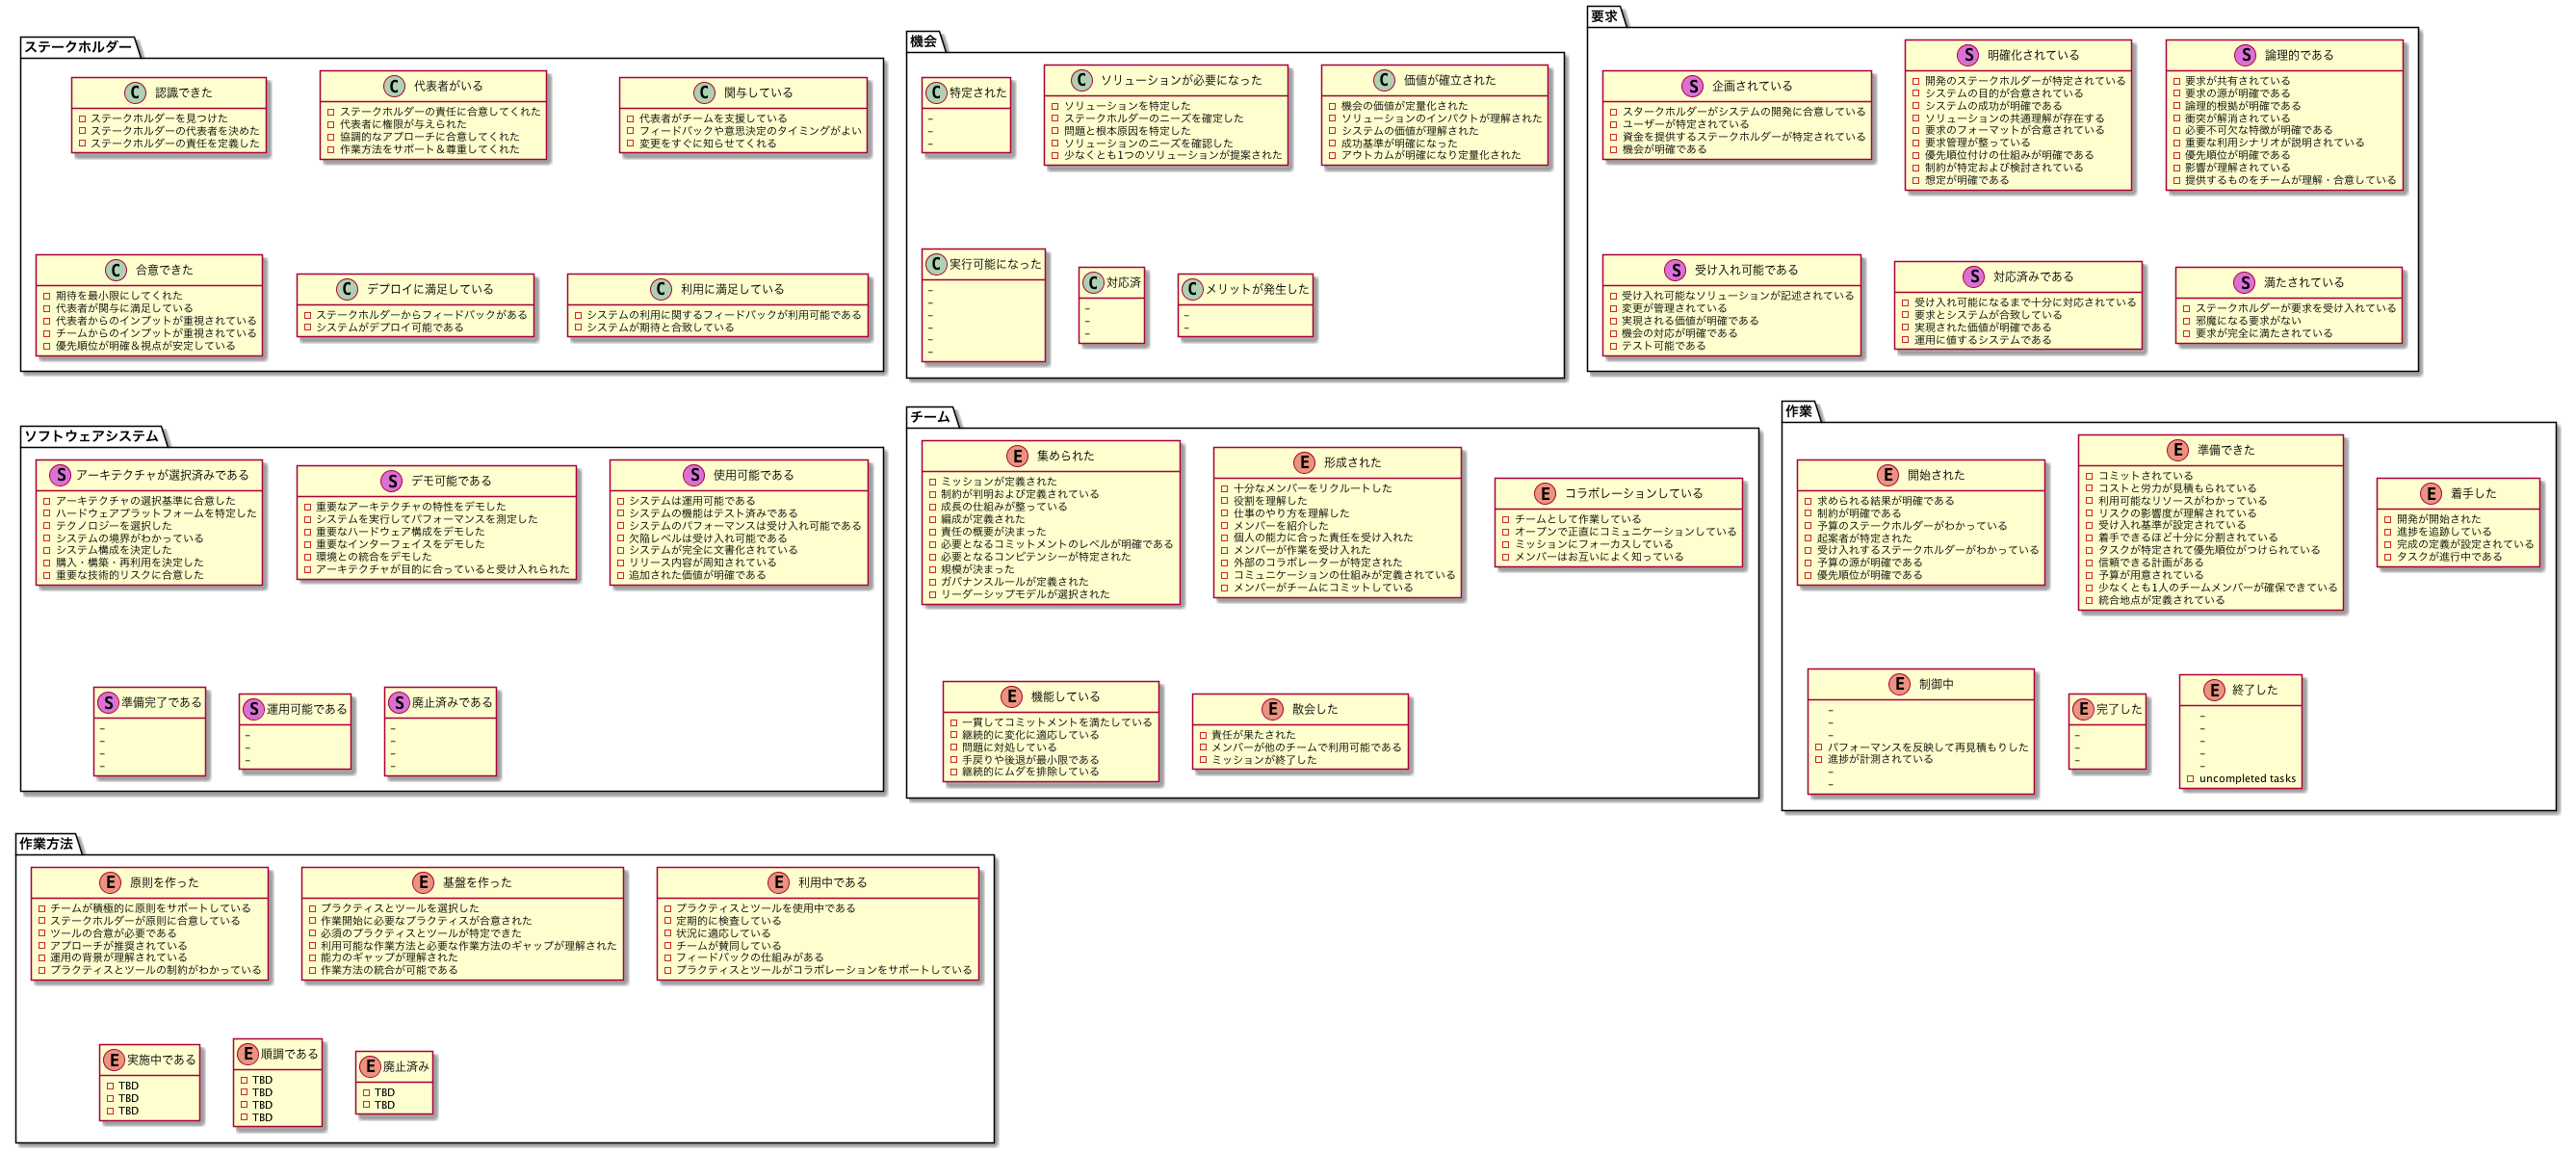 ステークホルダー
C 認識できた
ステークホルダーを見つけた
ステークホルダーの代表者を決めた
ステークホルダーの責任を定義した
C 代表者がいる
ステークホルダーの責任に合意してくれた
代表者に権限が与えられた
協調的なアプローチに合意してくれた
作業方法をサポート＆尊重してくれた
C 関与している
代表者がチームを支援している
フィードバックや意思決定のタイミングがよい
変更をすぐに知らせてくれる
C 合意できた
期待を最小限にしてくれた
代表者が関与に満足している
代表者からのインプットが重視されている
チームからのインプットが重視されている
優先順位が明確＆視点が安定している
C デプロイに満足している
ステークホルダーからフィードバックがある
システムがデプロイ可能である
C 利用に満足している
システムの利用に関するフィードバックが利用可能である
システムが期待と合致している
機会
C 特定された
–
–
–
C ソリューションが必要になった
ソリューションを特定した
ステークホルダーのニーズを確定した
問題と根本原因を特定した
ソリューションのニーズを確認した
少なくとも1つのソリューションが提案された
C 価値が確立された
機会の価値が定量化された
ソリューションのインパクトが理解された
システムの価値が理解された
成功基準が明確になった
アウトカムが明確になり定量化された
C 実行可能になった
–
–
–
–
–
–
C 対応済
–
–
–
C メリットが発生した
–
–
要求
S 企画されている
スタークホルダーがシステムの開発に合意している
ユーザーが特定されている
資金を提供するステークホルダーが特定されている
機会が明確である
S 明確化されている
開発のステークホルダーが特定されている
システムの目的が合意されている
システムの成功が明確である
ソリューションの共通理解が存在する
要求のフォーマットが合意されている
要求管理が整っている
優先順位付けの仕組みが明確である
制約が特定および検討されている
想定が明確である
S 論理的である
要求が共有されている
要求の源が明確である
論理的根拠が明確である
衝突が解消されている
必要不可欠な特徴が明確である
重要な利用シナリオが説明されている
優先順位が明確である
影響が理解されている
提供するものをチームが理解・合意している
S 受け入れ可能である
受け入れ可能なソリューションが記述されている
変更が管理されている
実現される価値が明確である
機会の対応が明確である
テスト可能である
S 対応済みである
受け入れ可能になるまで十分に対応されている
要求とシステムが合致している
実現された価値が明確である
運用に値するシステムである
S 満たされている
ステークホルダーが要求を受け入れている
邪魔になる要求がない
要求が完全に満たされている
ソフトウェアシステム
S アーキテクチャが選択済みである
アーキテクチャの選択基準に合意した
ハードウェアプラットフォームを特定した
テクノロジーを選択した
システムの境界がわかっている
システム構成を決定した
購入・構築・再利用を決定した
重要な技術的リスクに合意した
S デモ可能である
重要なアーキテクチャの特性をデモした
システムを実行してパフォーマンスを測定した
重要なハードウェア構成をデモした
重要なインターフェイスをデモした
環境との統合をデモした
アーキテクチャが目的に合っていると受け入れられた
S 使用可能である
システムは運用可能である
システムの機能はテスト済みである
システムのパフォーマンスは受け入れ可能である
欠陥レベルは受け入れ可能である
システムが完全に文書化されている
リリース内容が周知されている
追加された価値が明確である
S 準備完了である
–
–
–
–
S 運用可能である
–
–
–
S 廃止済みである
–
–
–
–
チーム
E 集められた
ミッションが定義された
制約が判明および定義されている
成長の仕組みが整っている
編成が定義された
責任の概要が決まった
必要となるコミットメントのレベルが明確である
必要となるコンピテンシーが特定された
規模が決まった
ガバナンスルールが定義された
リーダーシップモデルが選択された
E 形成された
十分なメンバーをリクルートした
役割を理解した
仕事のやり方を理解した
メンバーを紹介した
個人の能力に合った責任を受け入れた
メンバーが作業を受け入れた
外部のコラボレーターが特定された
コミュニケーションの仕組みが定義されている
メンバーがチームにコミットしている
E コラボレーションしている
チームとして作業している
オープンで正直にコミュニケーションしている
ミッションにフォーカスしている
メンバーはお互いによく知っている
E 機能している
一貫してコミットメントを満たしている
継続的に変化に適応している
問題に対処している
手戻りや後退が最小限である
継続的にムダを排除している
E 散会した
責任が果たされた
メンバーが他のチームで利用可能である
ミッションが終了した
作業
E 開始された
求められる結果が明確である
制約が明確である
予算のステークホルダーがわかっている
起案者が特定された
受け入れするステークホルダーがわかっている
予算の源が明確である
優先順位が明確である
E 準備できた
コミットされている
コストと労力が見積もられている
利用可能なリソースがわかっている
リスクの影響度が理解されている
受け入れ基準が設定されている
着手できるほど十分に分割されている
タスクが特定されて優先順位がつけられている
信頼できる計画がある
予算が用意されている
少なくとも1人のチームメンバーが確保できている
統合地点が定義されている
E 着手した
開発が開始された
進捗を追跡している
完成の定義が設定されている
タスクが進行中である
E 制御中
–
–
–
パフォーマンスを反映して再見積もりした
進捗が計測されている
–
–
E 完了した
–
–
–
E 終了した
–
–
–
–
–
uncompleted tasks
作業方法
E 原則を作った
チームが積極的に原則をサポートしている
ステークホルダーが原則に合意している
ツールの合意が必要である
アプローチが推奨されている
運用の背景が理解されている
プラクティスとツールの制約がわかっている
E 基盤を作った
プラクティスとツールを選択した
作業開始に必要なプラクティスが合意された
必須のプラクティスとツールが特定できた
利用可能な作業方法と必要な作業方法のギャップが理解された
能力のギャップが理解された
作業方法の統合が可能である
E 利用中である
プラクティスとツールを使用中である
定期的に検査している
状況に適応している
チームが賛同している
フィードバックの仕組みがある
プラクティスとツールがコラボレーションをサポートしている
E 実施中である
TBD
TBD
TBD
E 順調である
TBD
TBD
TBD
TBD
E 廃止済み
TBD
TBD